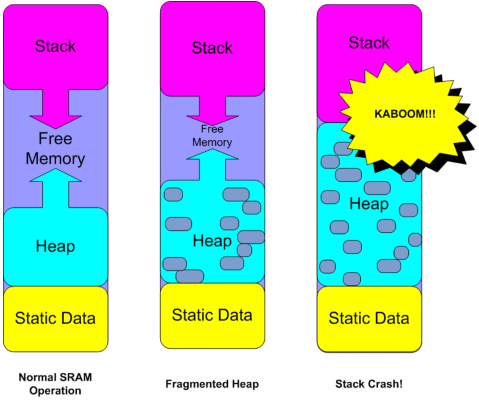 Stack
Free
Memory
Heap
Static Data
Normal SRAM
Operation
Stack
Free
Memory
Heap
Static Data
Fragmented Heap
Stack
KABOOM!!!
Heap
Static Data
Stack Crash!